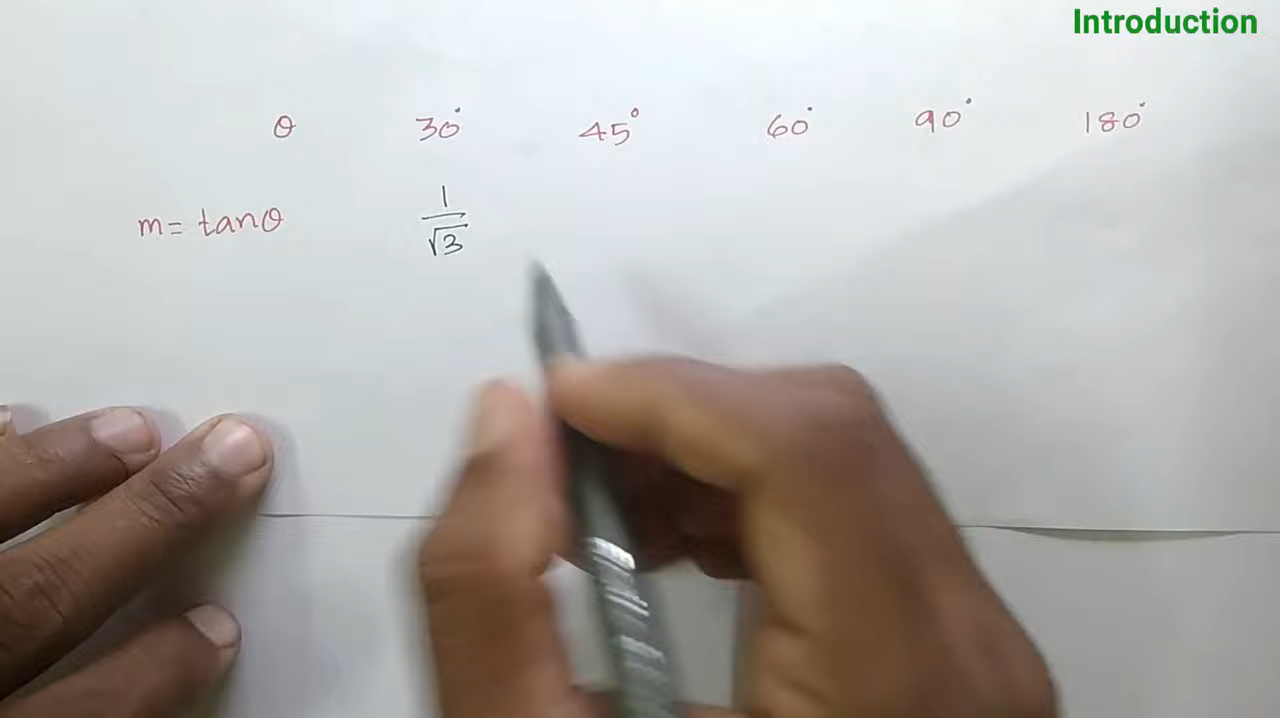 Introduction
θ 30° 45° 60° 90° 180°
m = tanθ 1/√3